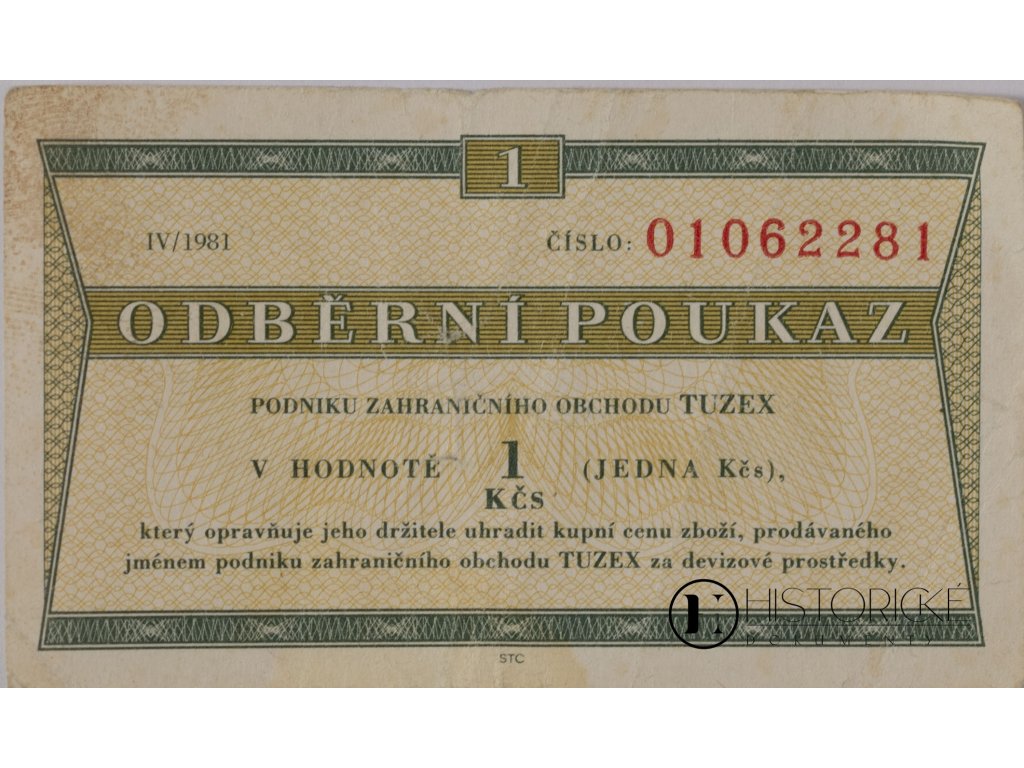 1
IV/1981 ČÍSLO: 01062281
ODBĚRNÍ POUKAZ
PODNIKU ZAHRANIČNÍHO OBCHODU TUZEX
V HODNOTĚ 1 (JEDNA Kčs),
Kčs
který opravňuje jeho držitele uhradit kupní cenu zboží, prodávaného
jménem podniku zahraničního obchodu TUZEX za devizové prostředky.
HISTORICKÉ
DOKUMENTY
STC